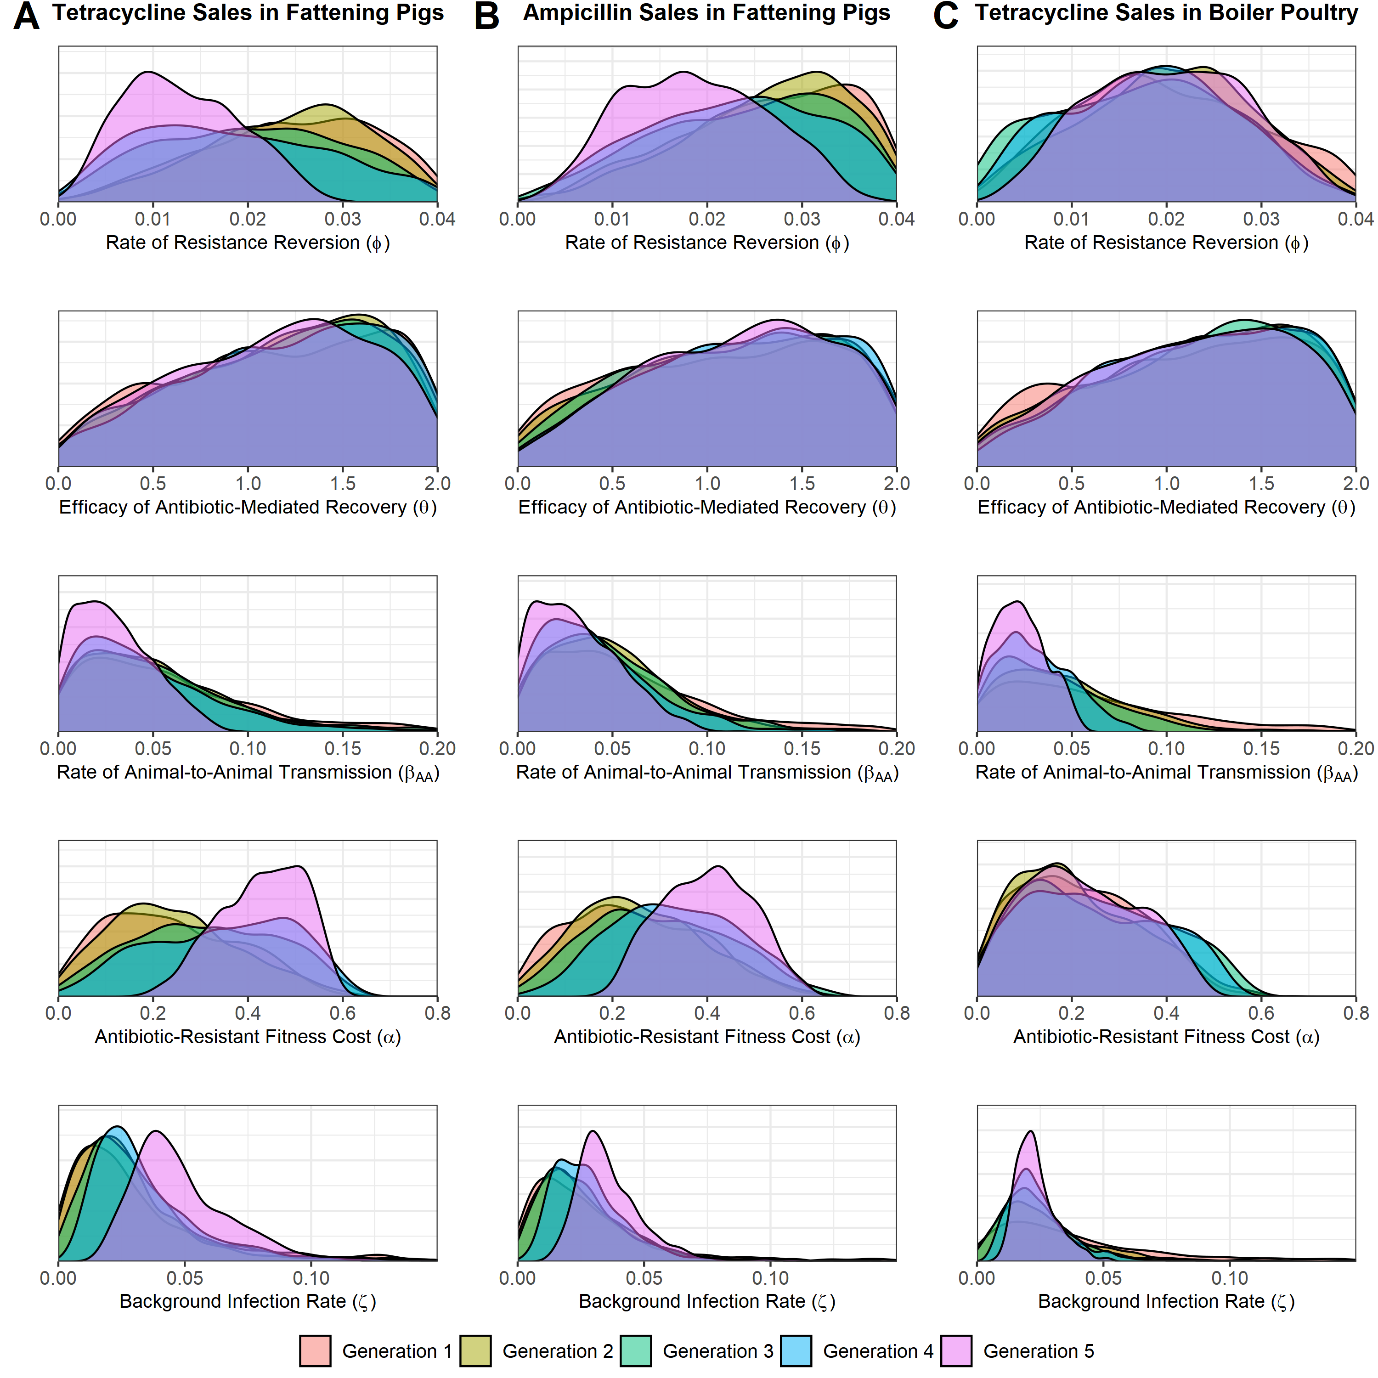 A Tetracycline Sales in Fattening Pigs B Ampicillin Sales in Fattening Pigs C Tetracycline Sales in Boiler Poultry
0.00 0.01 0.02 0.03 0.04 0.00 0.01 0.02 0.03 0.04 0.00 0.01 0.02 0.03 0.04
Rate of Resistance Reversion (ϕ) Rate of Resistance Reversion (ϕ) Rate of Resistance Reversion (ϕ)
0.0 0.5 1.0 1.5 2.0 0.0 0.5 1.0 1.5 2.0 0.0 0.5 1.0 1.5 2.0
Efficacy of Antibiotic-Mediated Recovery (θ) Efficacy of Antibiotic-Mediated Recovery (θ) Efficacy of Antibiotic-Mediated Recovery (θ)
0.00 0.05 0.10 0.15 0.20 0.00 0.05 0.10 0.15 0.20 0.00 0.05 0.10 0.15 0.20
Rate of Animal-to-Animal Transmission (βAA) Rate of Animal-to-Animal Transmission (βAA) Rate of Animal-to-Animal Transmission (βAA)
0.0 0.2 0.4 0.6 0.8 0.0 0.2 0.4 0.6 0.8 0.0 0.2 0.4 0.6 0.8
Antibiotic-Resistant Fitness Cost (α) Antibiotic-Resistant Fitness Cost (α) Antibiotic-Resistant Fitness Cost (α)
0.00 0.05 0.10 0.00 0.05 0.10 0.00 0.05 0.10
Background Infection Rate (ζ) Background Infection Rate (ζ) Background Infection Rate (ζ)
Generation 1 Generation 2 Generation 3 Generation 4 Generation 5